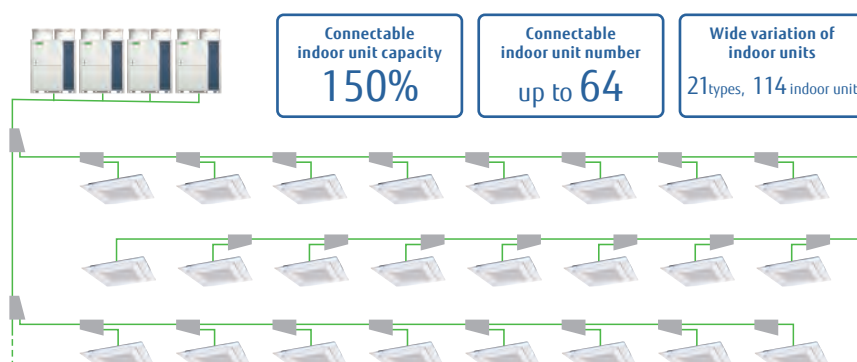 Connectable
indoor unit capacity
150%
Connectable
indoor unit number
up to 64
Wide variation of
indoor units
21types, 114 indoor unit